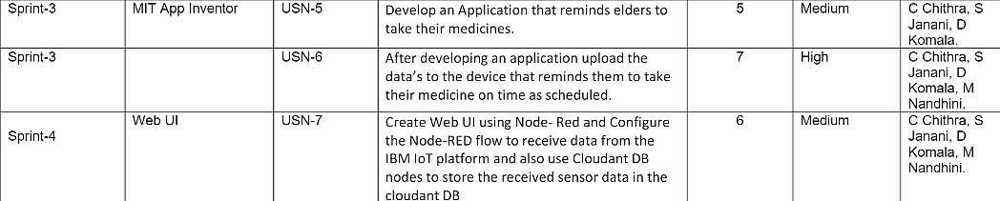 Sprint-3 MIT App Inventor USN-5 Develop an Application that reminds elders to 5 Medium C Chithra, S
take their medicines. Janani, D
Komala.
Sprint-3 USN-6 After developing an application upload the 7 High C Chithra, S
data's to the device that reminds them to take Janani, D
their medicine on time as scheduled. Komala, M
Nandhini.
Sprint-4 Web UI USN-7 Create Web UI using Node- Red and Configure 6 Medium C Chithra, S
the Node-RED flow to receive data from the Janani, D
IBM IoT platform and also use Cloudant DB Komala, M
nodes to store the received sensor data in the Nandhini.
cloudant DB